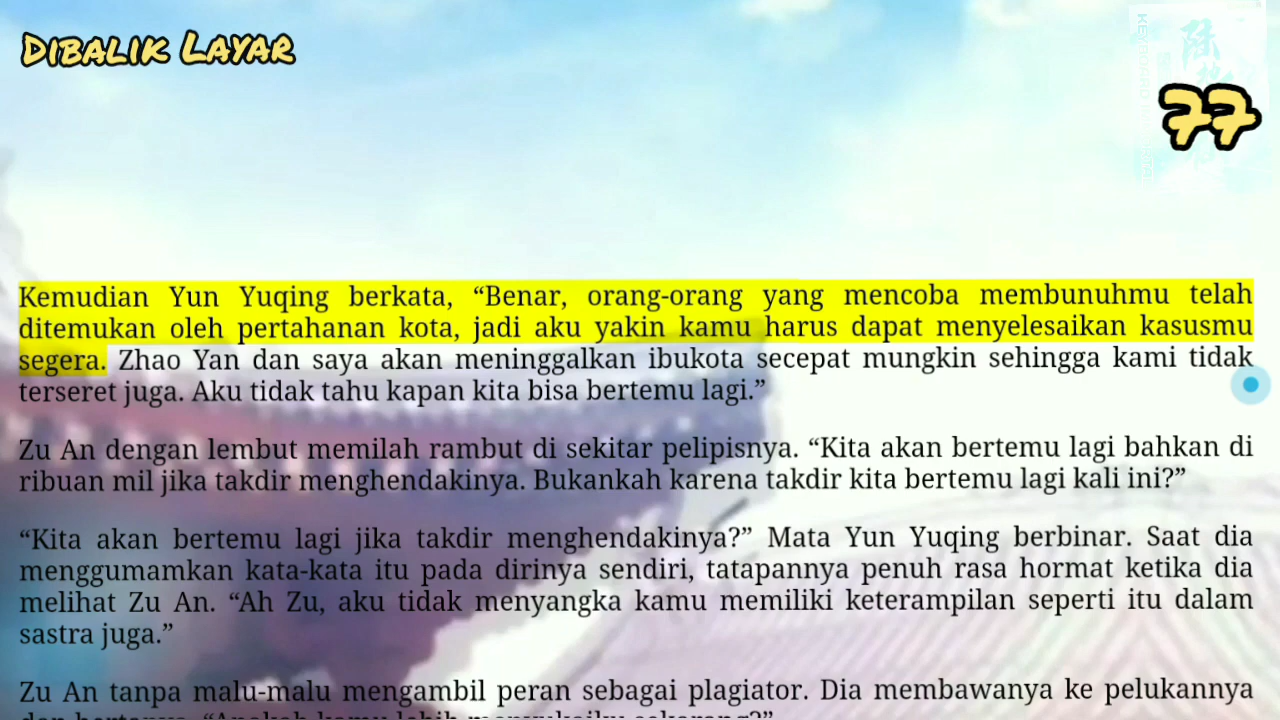 Dibalik Layar
77
Kemudian Yun Yuqing berkata, “Benar, orang-orang yang mencoba membunuhmu telah
ditemukan oleh pertahanan kota, jadi aku yakin kamu harus dapat menyelesaikan kasusmu
segera. Zhao Yan dan saya akan meninggalkan ibukota secepat mungkin sehingga kami tidak
terseret juga. Aku tidak tahu kapan kita bisa bertemu lagi.”
Zu An dengan lembut memilah rambut di sekitar pelipisnya. “Kita akan bertemu lagi bahkan di
ribuan mil jika takdir menghendakinya. Bukankah karena takdir kita bertemu lagi kali ini?”
“Kita akan bertemu lagi jika takdir menghendakinya?” Mata Yun Yuqing berbinar. Saat dia
menggumamkan kata-kata itu pada dirinya sendiri, tatapannya penuh rasa hormat ketika dia
melihat Zu An. “Ah Zu, aku tidak menyangka kamu memiliki keterampilan seperti itu dalam
sastra juga.”
Zu An tanpa malu-malu mengambil peran sebagai plagiator. Dia membawanya ke pelukannya